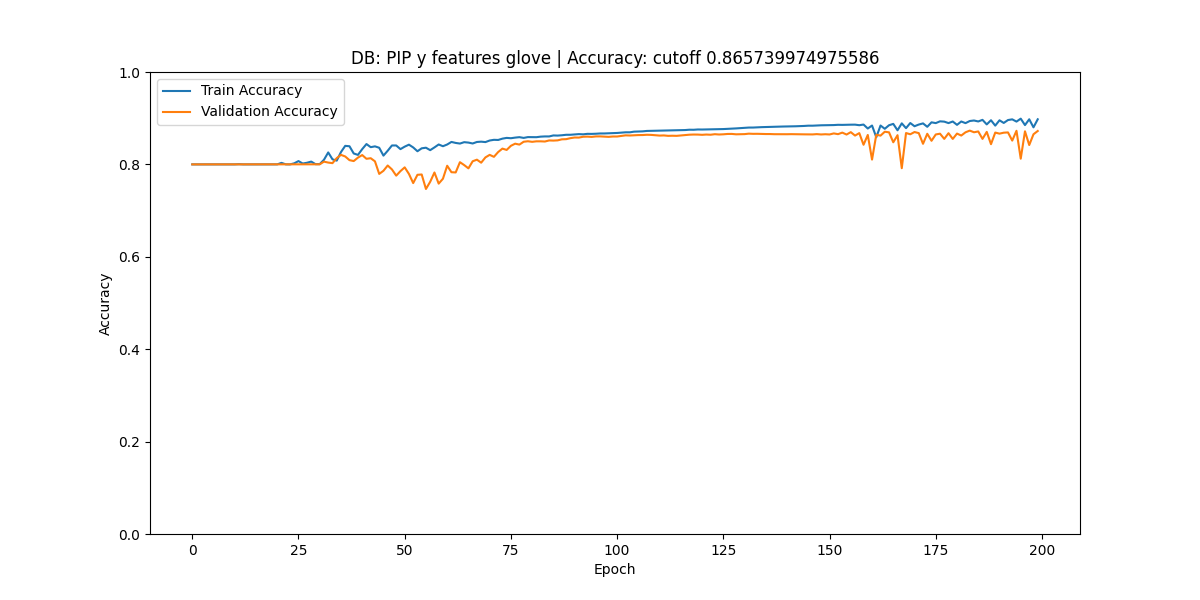 DB: PIP y features glove | Accuracy: cutoff 0.865739974975586
1.0
0.8
0.6
0.4
0.2
0.0
Accuracy
Train Accuracy
Validation Accuracy
0 25 50 75 100 125 150 175 200
Epoch